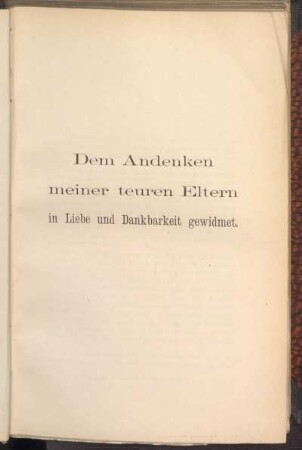 Dem Andenken
meiner teuren Eltern
in Liebe und Dankbarkeit gewidmet.